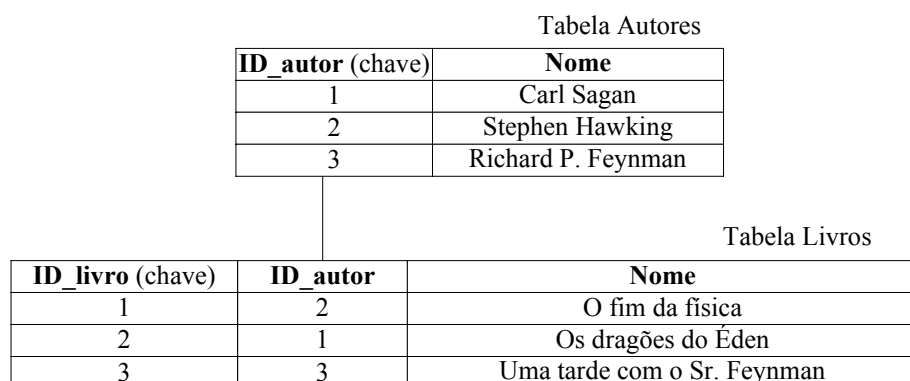 Tabela Autores
ID_autor (chave) Nome
1 Carl Sagan
2 Stephen Hawking
3 Richard P. Feynman
Tabela Livros
ID_livro (chave) ID_autor Nome
1 2 O fim da física
2 1 Os dragões do Éden
3 3 Uma tarde com o Sr. Feynman